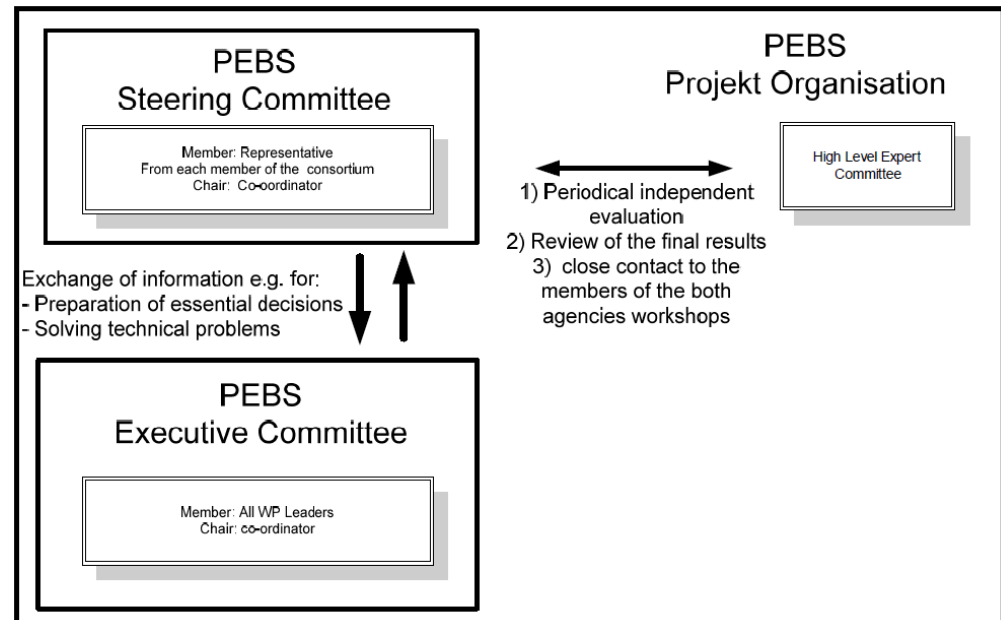 PEBS
Steering Committee
Member: Representative
From each member of the consortium
Chair: Co-oordinator
PEBS
Projekt Organisation
High Level Expert
Committee
1) Periodical independent
evaluation
2) Review of the final results
3) close contact to the
members of the both
agencies workshops
Exchange of information e.g. for:
- Preparation of essential decisions
- Solving technical problems
PEBS
Executive Committee
Member: All WP Leaders
Chair: co-ordinator